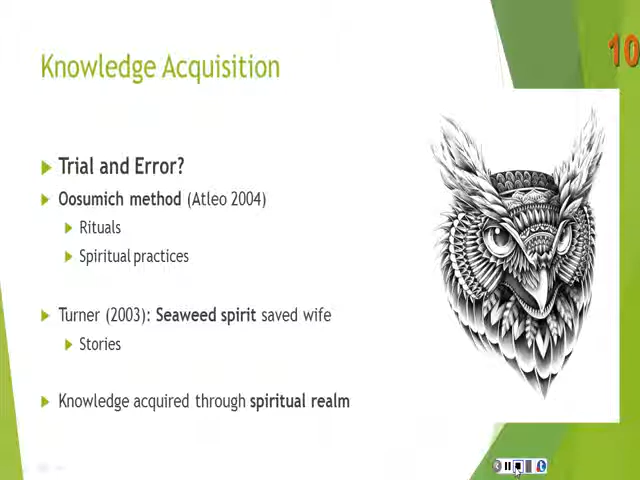 Knowledge Acquisition
10
Trial and Error?
Oosumich method (Atleo 2004)
Rituals
Spiritual practices
Turner (2003): Seaweed spirit saved wife
Stories
Knowledge acquired through spiritual realm